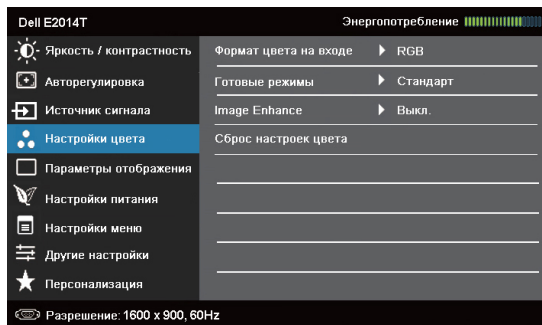 Dell E2014T Энергопотребление
Яркость / контрастность Формат цвета на входе RGB
Авторегулировка Готовые режимы Стандарт
Источник сигнала Image Enhance Выкл.
Настройки цвета Сброс настроек цвета
Параметры отображения
Настройки питания
Настройки меню
Другие настройки
Персонализация
Разрешение: 1600 x 900, 60Hz